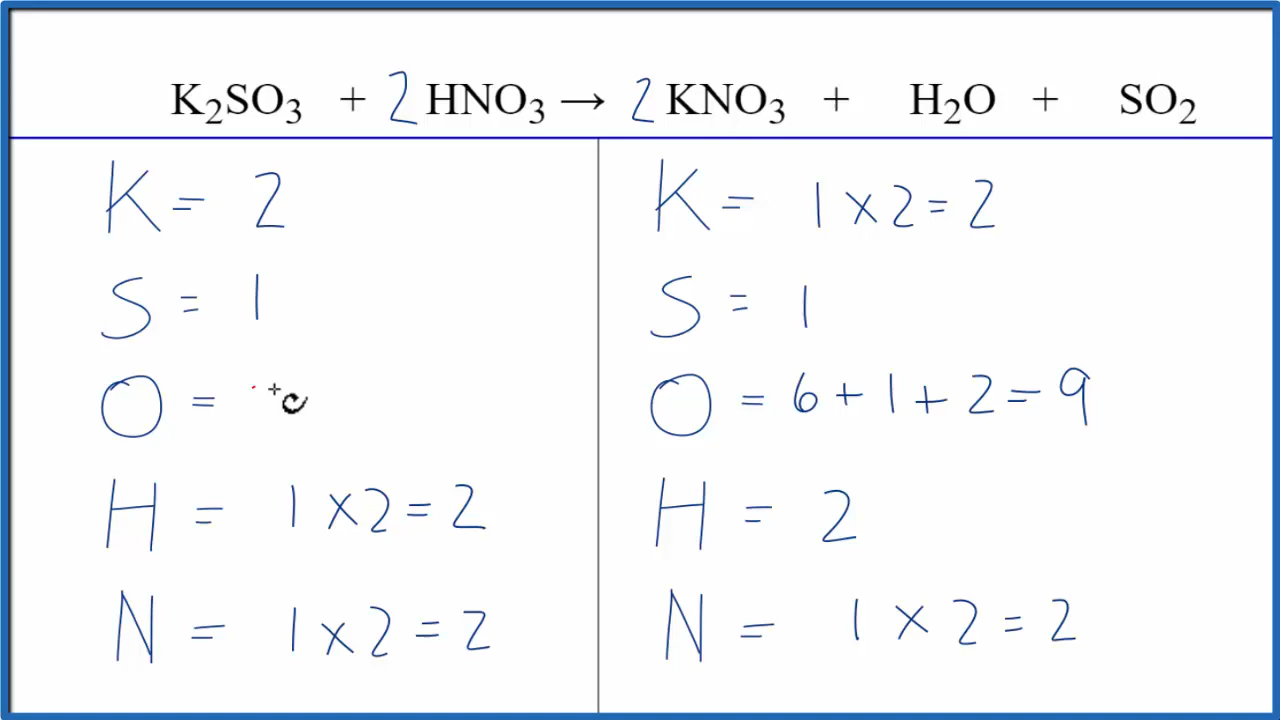 K₂SO₃ + 2 HNO₃ → 2 KNO₃ + H₂O + SO₂
K = 2
K = 1 x 2 = 2
S = 1
S = 1
O =
O = 6 + 1 + 2 = 9
H = 1 x 2 = 2
H = 2
N = 1 x 2 = 2
N = 1 x 2 = 2